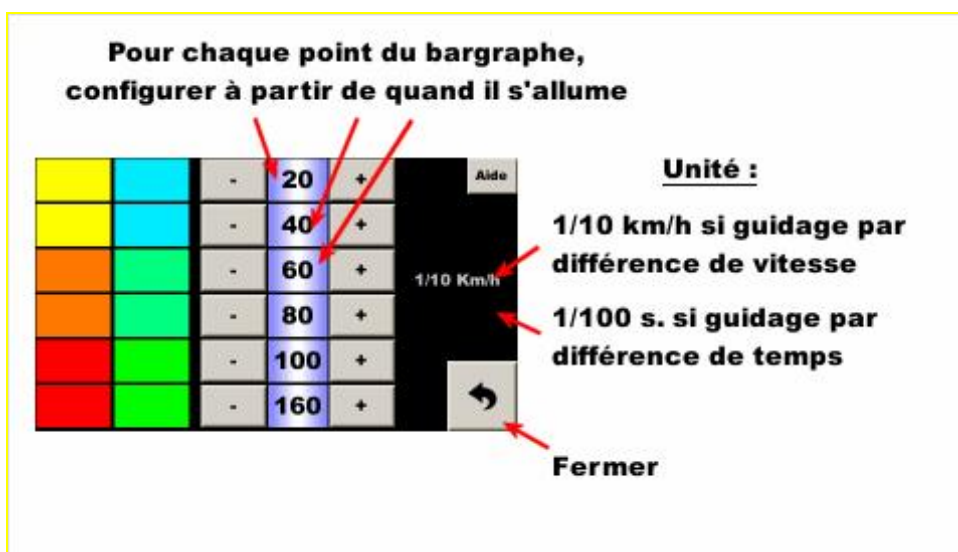 Pour chaque point du bargraphe,
configurer à partir de quand il s'allume
- 20 + Aide
- 40 +
- 60 +
- 80 +
- 100 +
- 160 +
1/10 Km/h
Unité :
1/10 km/h si guidage par
différence de vitesse
1/100 s. si guidage par
différence de temps
Fermer